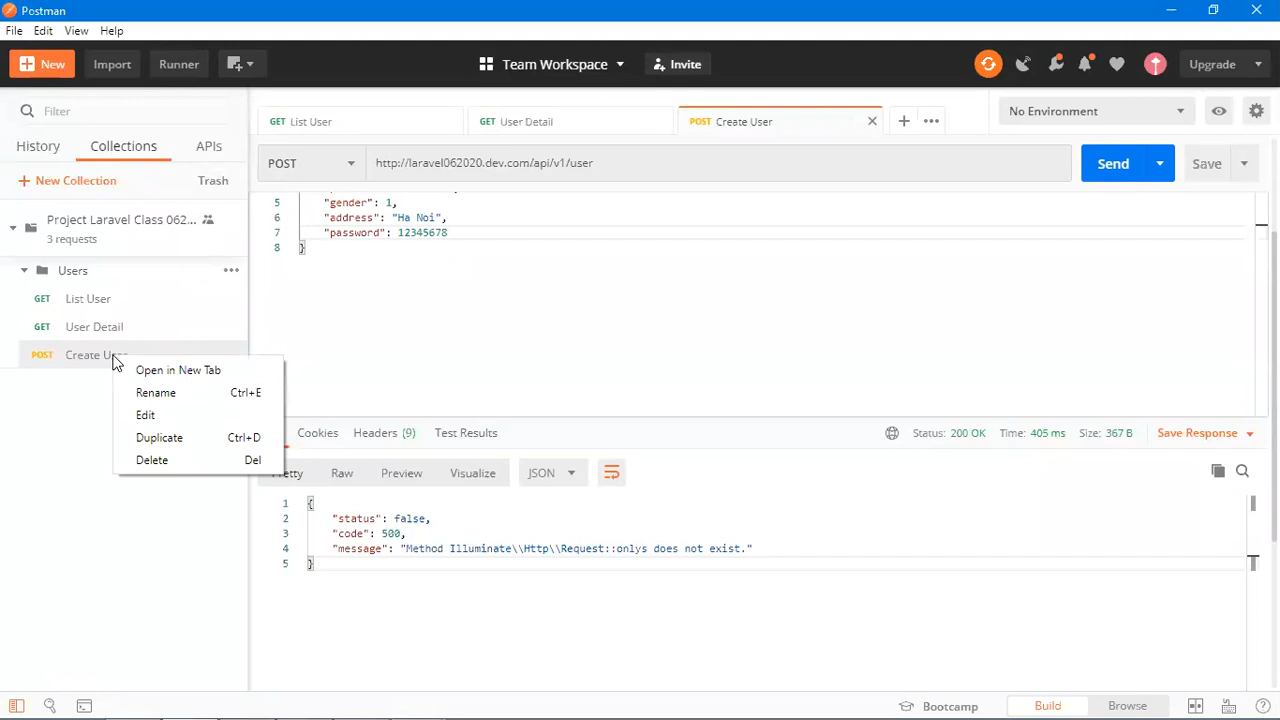 Postman
File Edit View Help
New Import Runner Team Workspace Invite Upgrade
Filter
History Collections APIs
New Collection Trash
Project Laravel Class 062...
3 requests
Users
GET List User
GET User Detail
POST Create
Open in New Tab
Rename Ctrl+E
Edit
Duplicate Ctrl+D
Delete Del
GET List User GET User Detail POST Create User No Environment
POST http://laravel062020.dev.com/api/v1/user Send Save
5 "gender": 1,
6 "address": "Ha Noi",
7 "password": 12345678
8 }
Cookies Headers (9) Test Results Status: 200 OK Time: 405 ms Size: 367 B Save Response
Pretty Raw Preview Visualize JSON
1 {
2 "status": false,
3 "code": 500,
4 "message": "Method Illuminate\\Http\\Request::onlys does not exist."
5 }
Bootcamp Build Browse